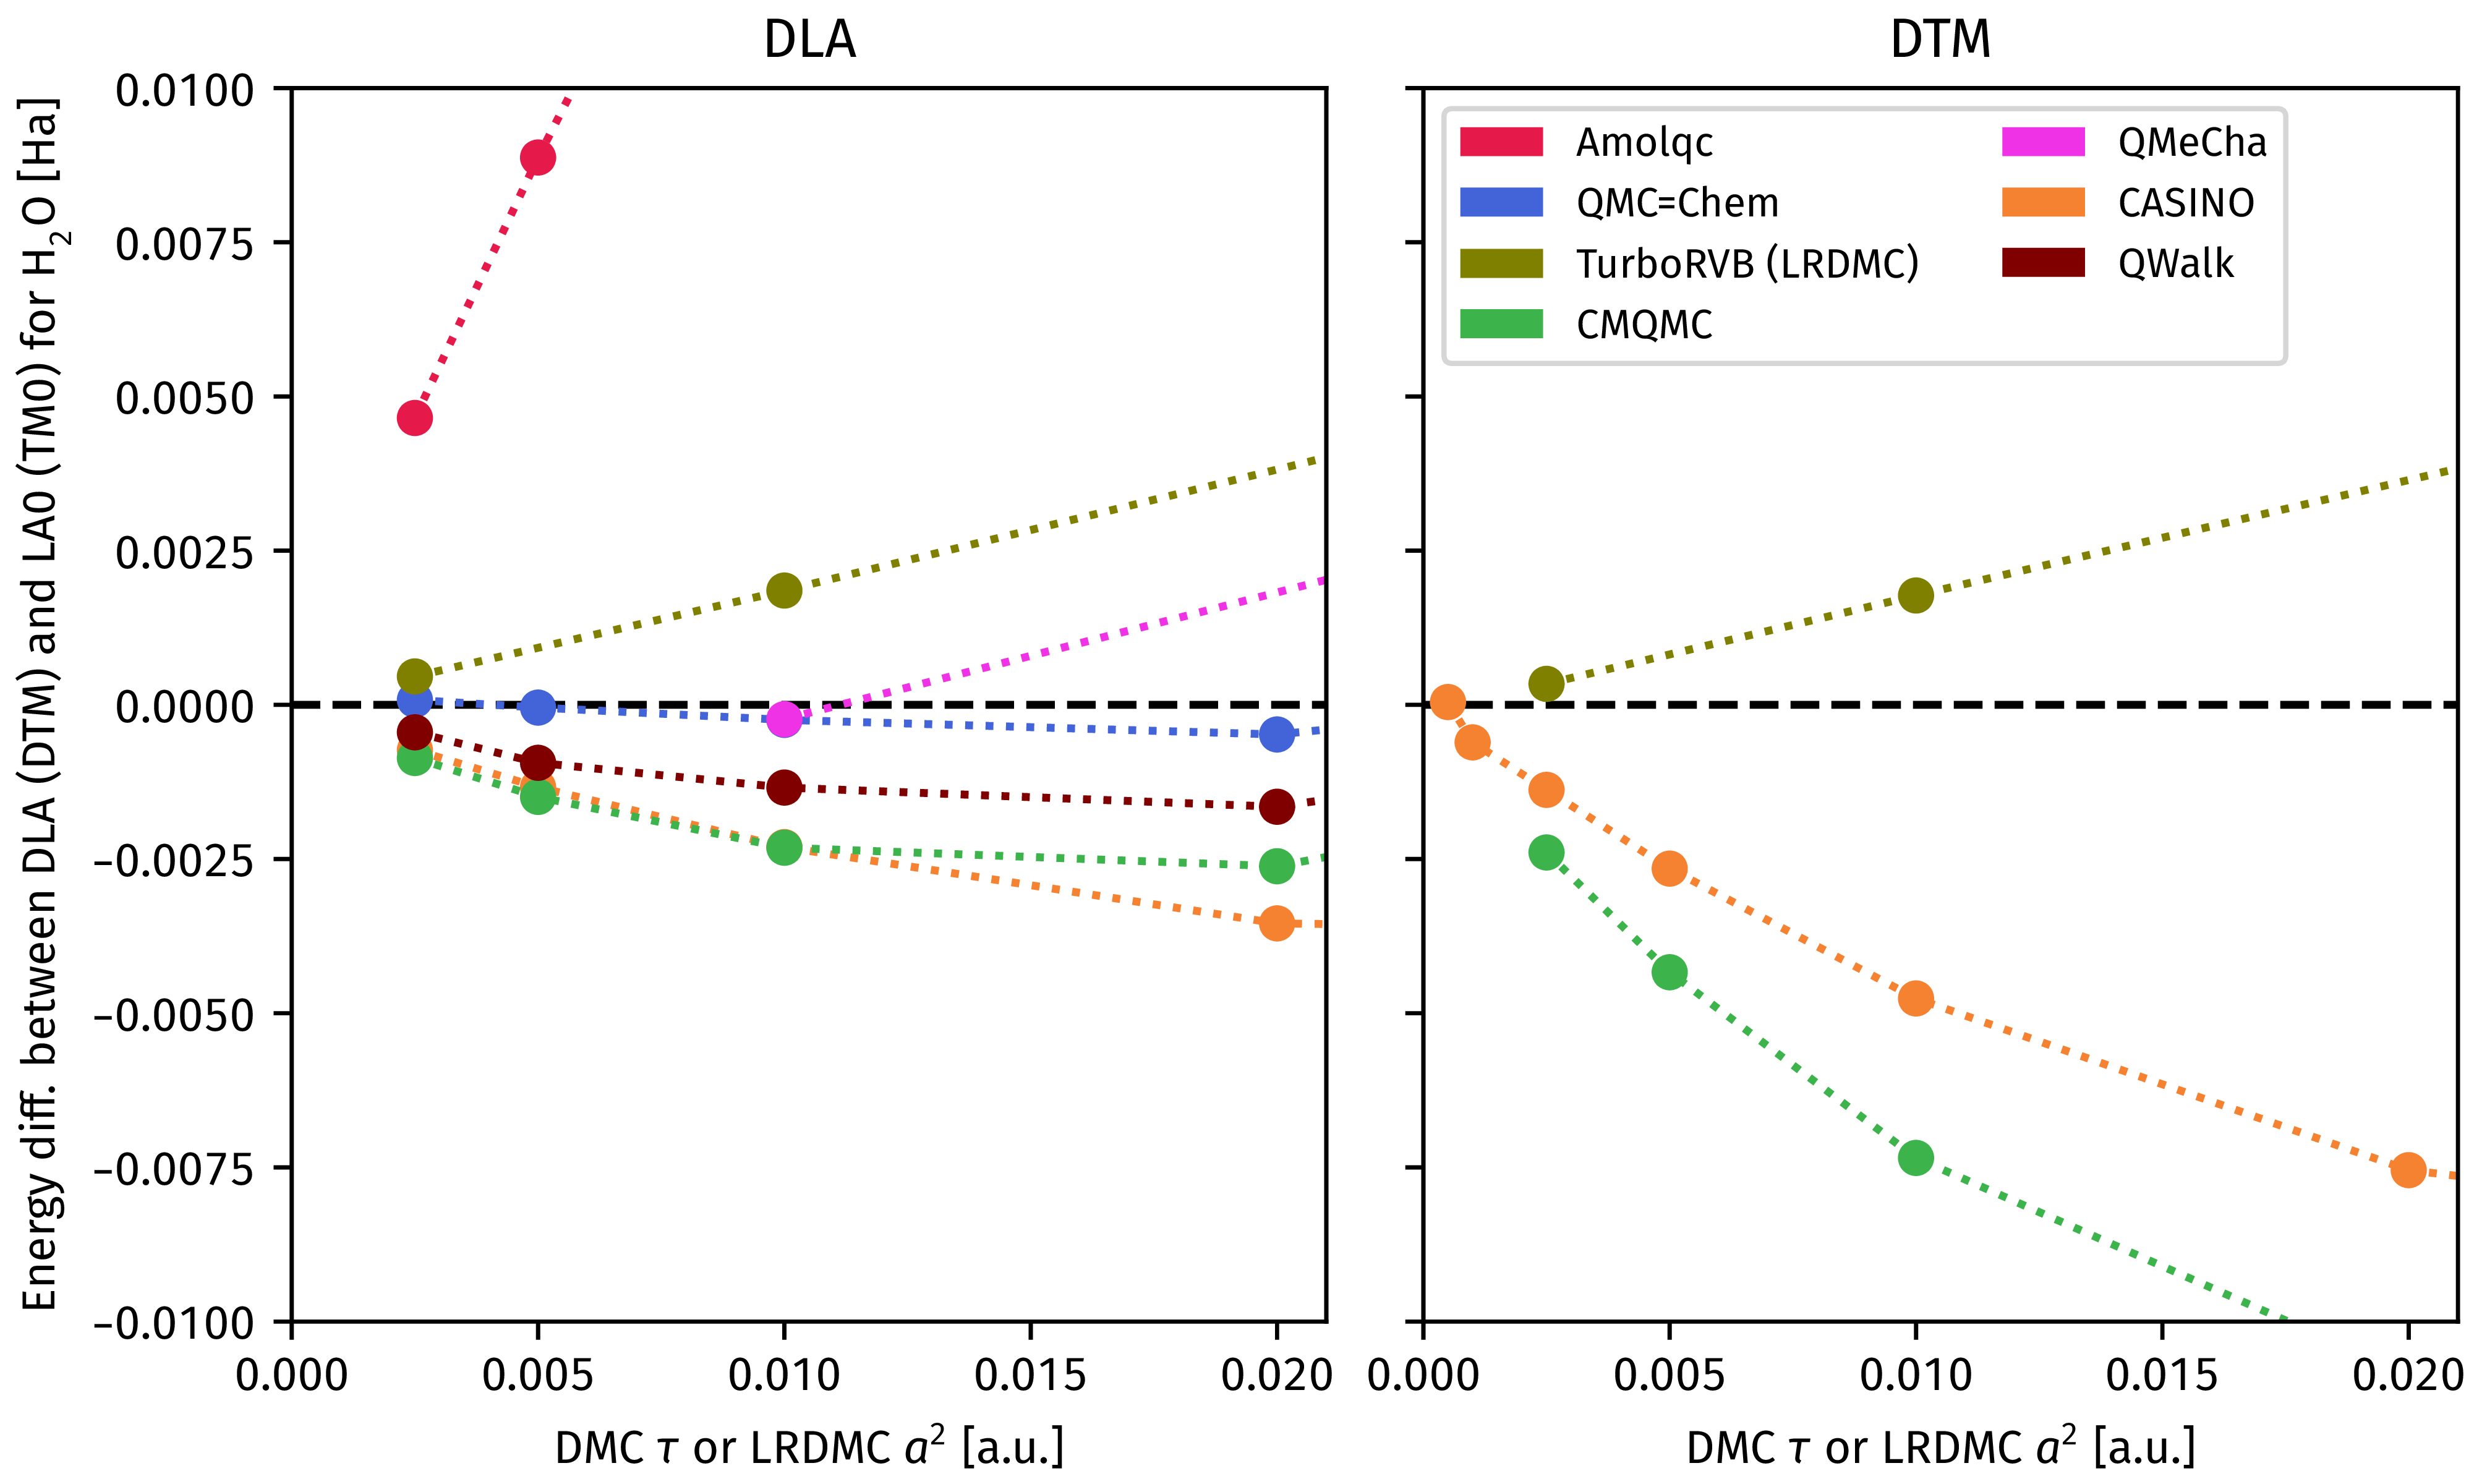 DLA
DTM
Energy diff. between DLA (DTM) and LA0 (TM0) for H₂O [Ha]
0.0100
0.0075
0.0050
0.0025
0.0000
−0.0025
−0.0050
−0.0075
−0.0100
Amolqc
QMC=Chem
TurboRVB (LRDMC)
CMQMC
QMeCha
CASINO
QWalk
0.000 0.005 0.010 0.015 0.020
0.000 0.005 0.010 0.015 0.020
DMC τ or LRDMC a² [a.u.]
DMC τ or LRDMC a² [a.u.]